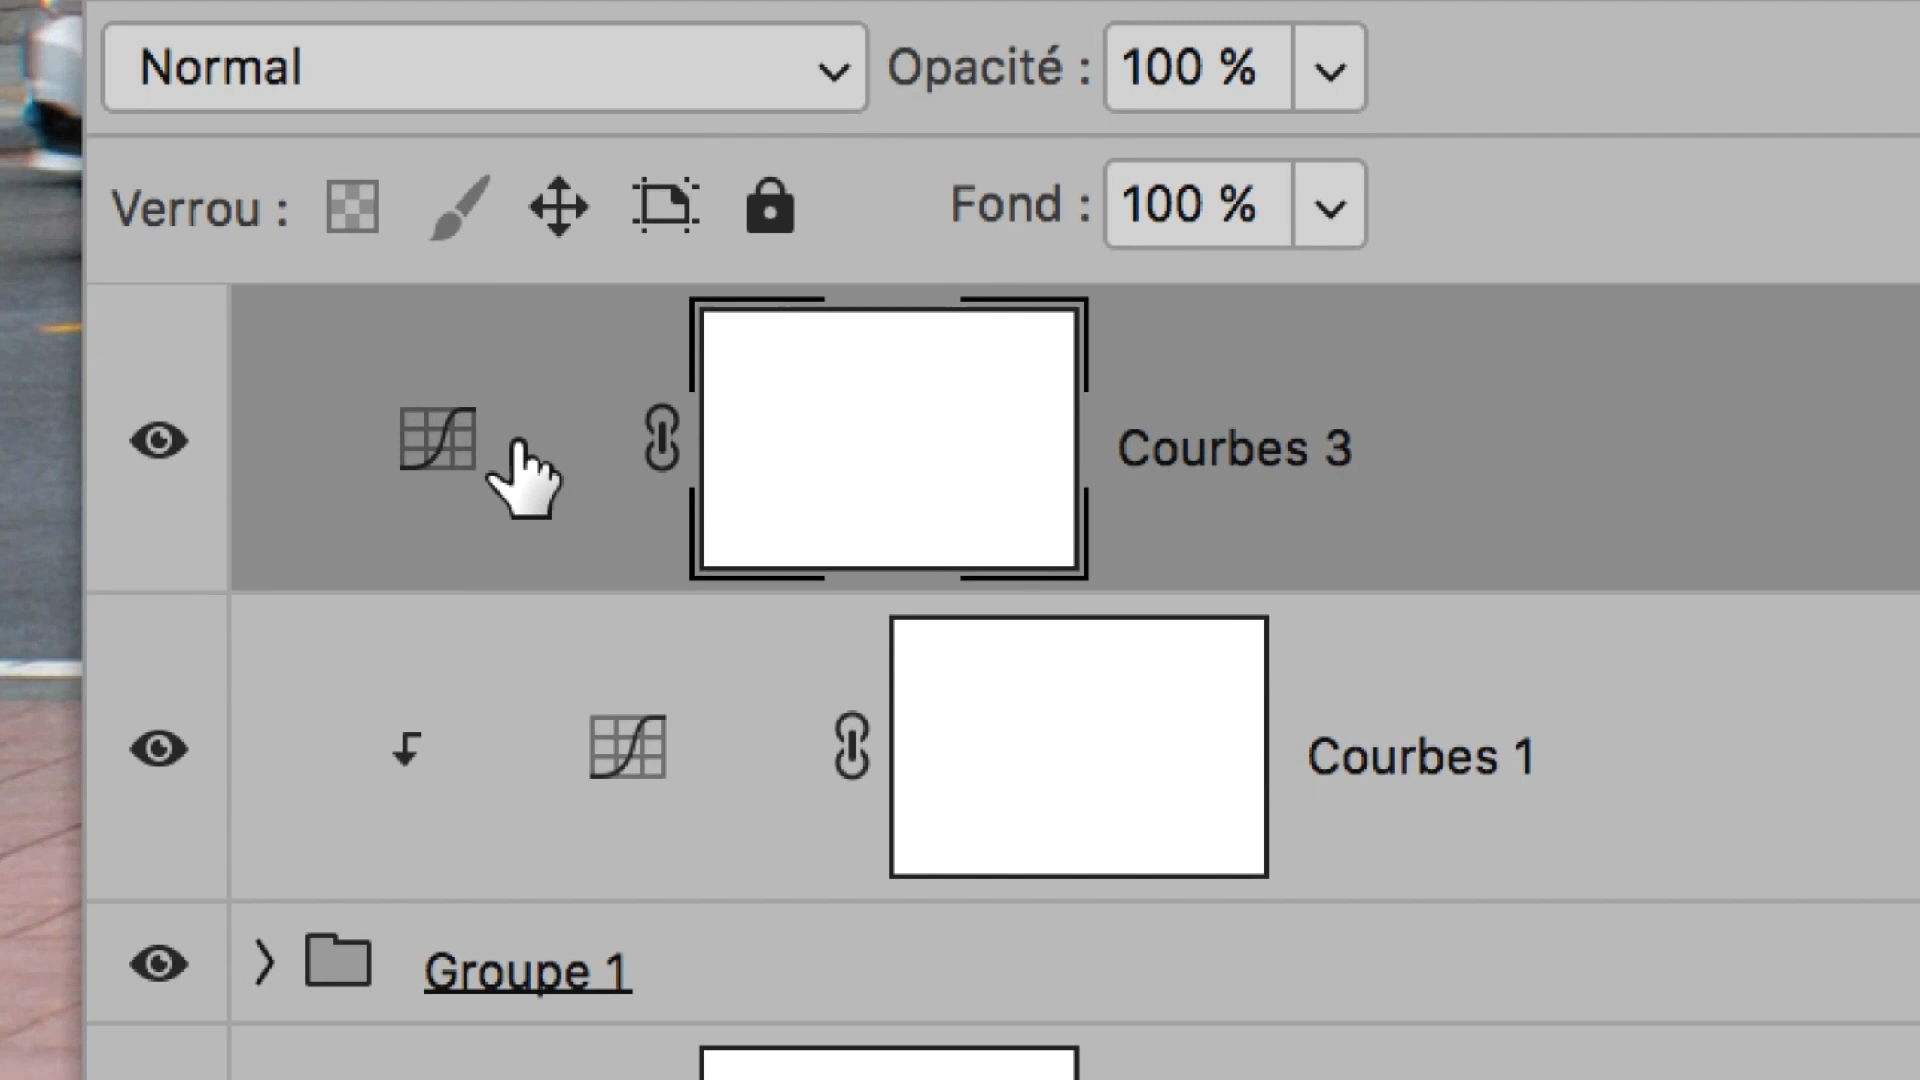 Normal Opacité : 100 %
Verrou : Fond : 100 %
Courbes 3
Courbes 1
Groupe 1